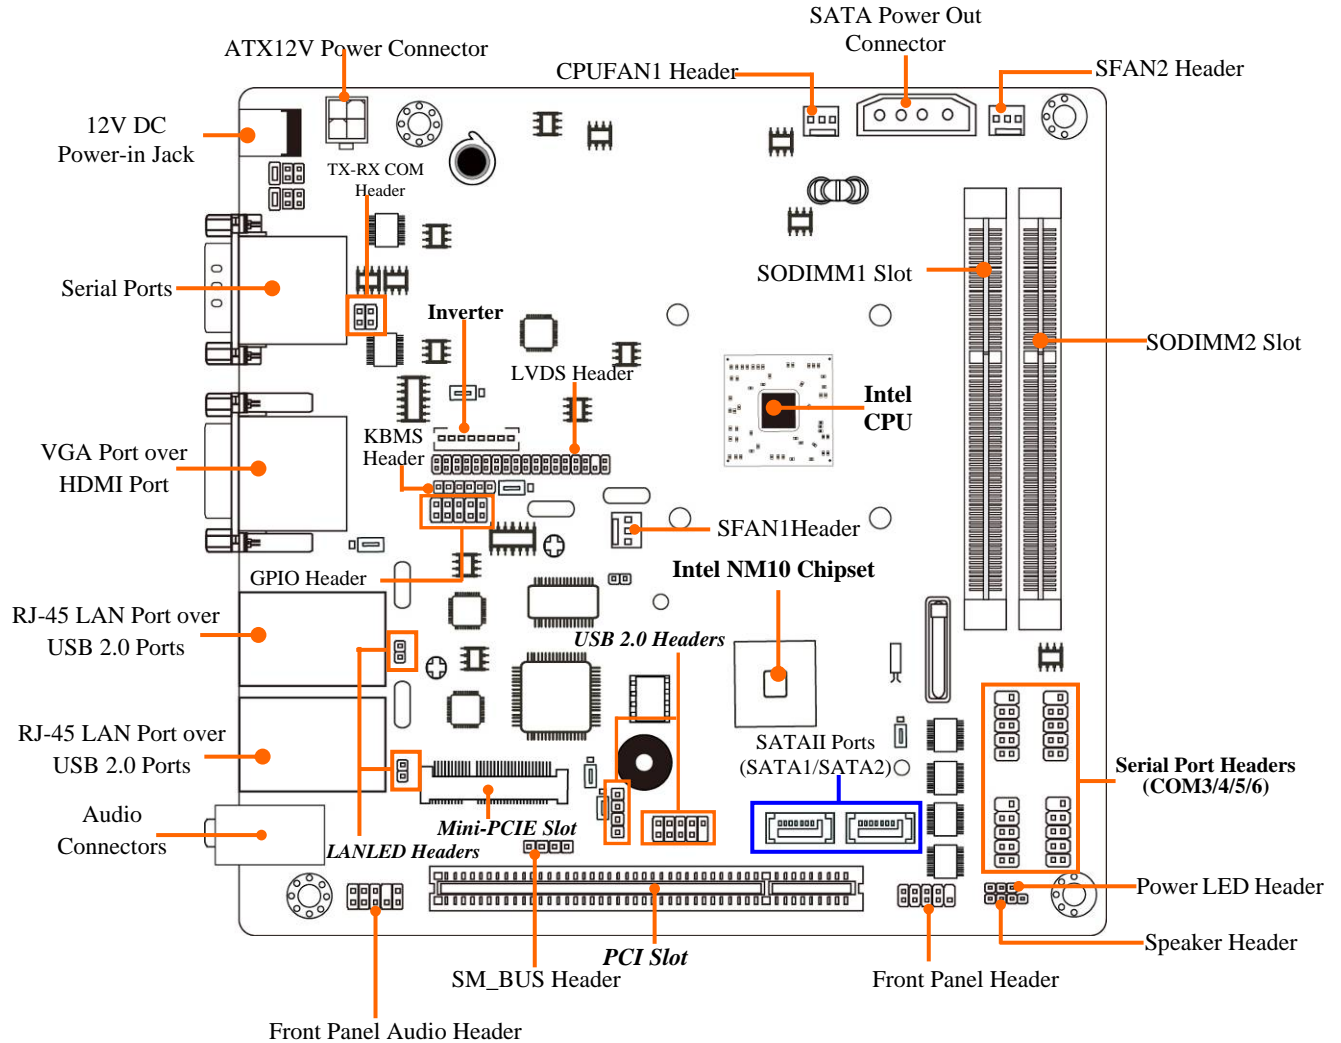 SATA Power Out
Connector
ATX12V Power Connector
CPUFAN1 Header
SFAN2 Header
12V DC
Power-in Jack
TX-RX COM
Header
Serial Ports
SODIMM1 Slot
Inverter
SODIMM2 Slot
LVDS Header
Intel
CPU
KBMS
Header
VGA Port over
HDMI Port
SFAN1Header
GPIO Header
Intel NM10 Chipset
RJ-45 LAN Port over
USB 2.0 Ports
USB 2.0 Headers
RJ-45 LAN Port over
USB 2.0 Ports
SATAII Ports
(SATA1/SATA2)
Serial Port Headers
(COM3/4/5/6)
Audio
Connectors
Mini-PCIE Slot
LANLED Headers
Power LED Header
Speaker Header
PCI Slot
SM_BUS Header
Front Panel Header
Front Panel Audio Header